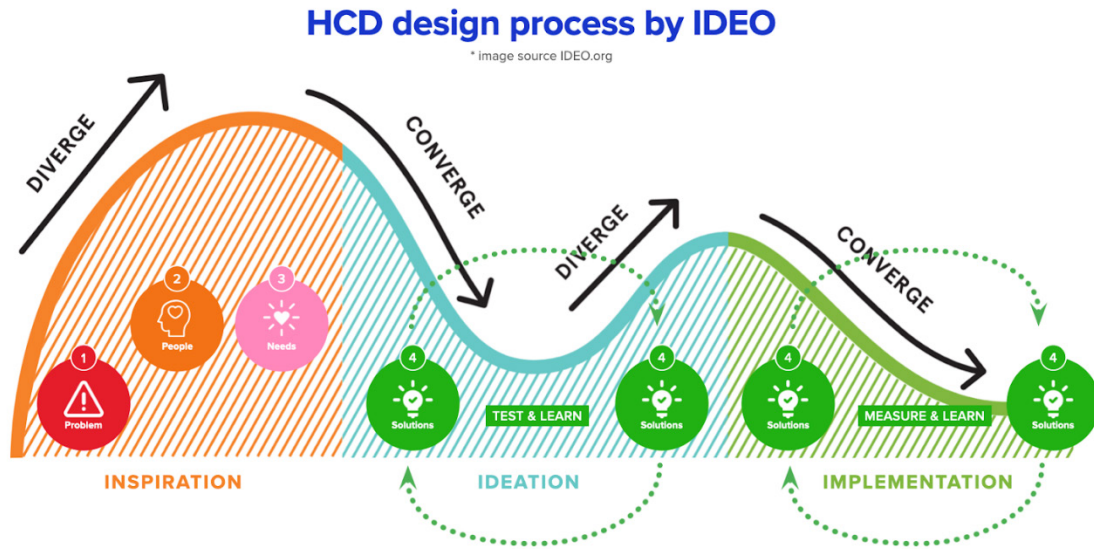 HCD design process by IDEO
* image source IDEO.org
DIVERGE
CONVERGE
DIVERGE
CONVERGE
1
Problem
2
People
3
Needs
4
Solutions
TEST & LEARN
4
Solutions
4
Solutions
MEASURE & LEARN
4
Solutions
INSPIRATION
IDEATION
IMPLEMENTATION